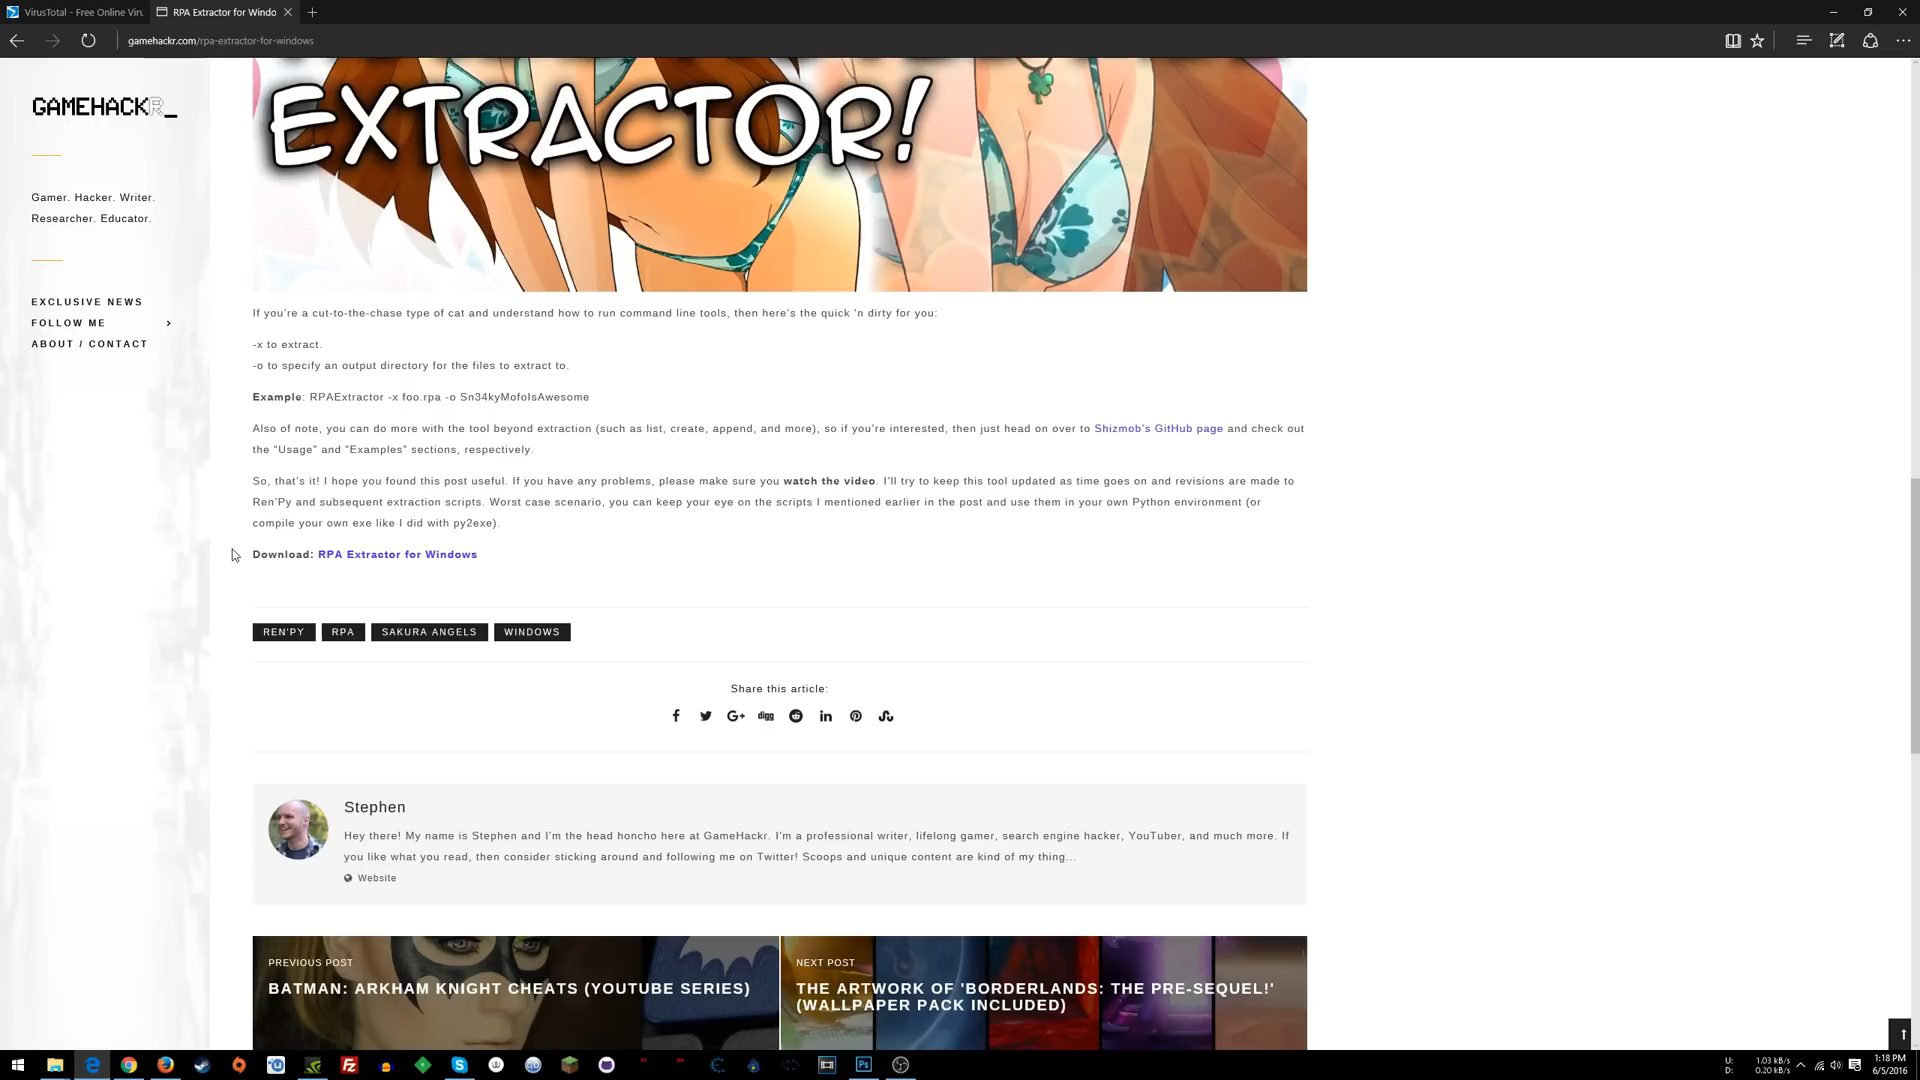 VirusTotal - Free Online Viru
RPA Extractor for Windo
gamehackr.com/rpa-extractor-for-windows
GAMEHACKR_
Gamer. Hacker. Writer.
Researcher. Educator.
EXCLUSIVE NEWS
FOLLOW ME
ABOUT / CONTACT
EXTRACTOR!
If you're a cut-to-the-chase type of cat and understand how to run command line tools, then here's the quick 'n dirty for you:
-x to extract.
-o to specify an output directory for the files to extract to.
Example: RPAExtractor -x foo.rpa -o Sn34kyMofoIsAwesome
Also of note, you can do more with the tool beyond extraction (such as list, create, append, and more), so if you're interested, then just head on over to Shizmob's GitHub page and check out
the “Usage” and “Examples” sections, respectively.
So, that's it! I hope you found this post useful. If you have any problems, please make sure you watch the video. I'll try to keep this tool updated as time goes on and revisions are made to
Ren'Py and subsequent extraction scripts. Worst case scenario, you can keep your eye on the scripts I mentioned earlier in the post and use them in your own Python environment (or
compile your own exe like I did with py2exe).
Download: RPA Extractor for Windows
REN'PY RPA SAKURA ANGELS WINDOWS
Share this article:
digg
Stephen
Hey there! My name is Stephen and I'm the head honcho here at GameHackr. I'm a professional writer, lifelong gamer, search engine hacker, YouTuber, and much more. If
you like what you read, then consider sticking around and following me on Twitter! Scoops and unique content are kind of my thing...
Website
PREVIOUS POST
BATMAN: ARKHAM KNIGHT CHEATS (YOUTUBE SERIES)
NEXT POST
THE ARTWORK OF 'BORDERLANDS: THE PRE-SEQUEL!'
(WALLPAPER PACK INCLUDED)
U: 1.03 kB/s
D: 0.20 kB/s
1:18 PM
6/5/2016